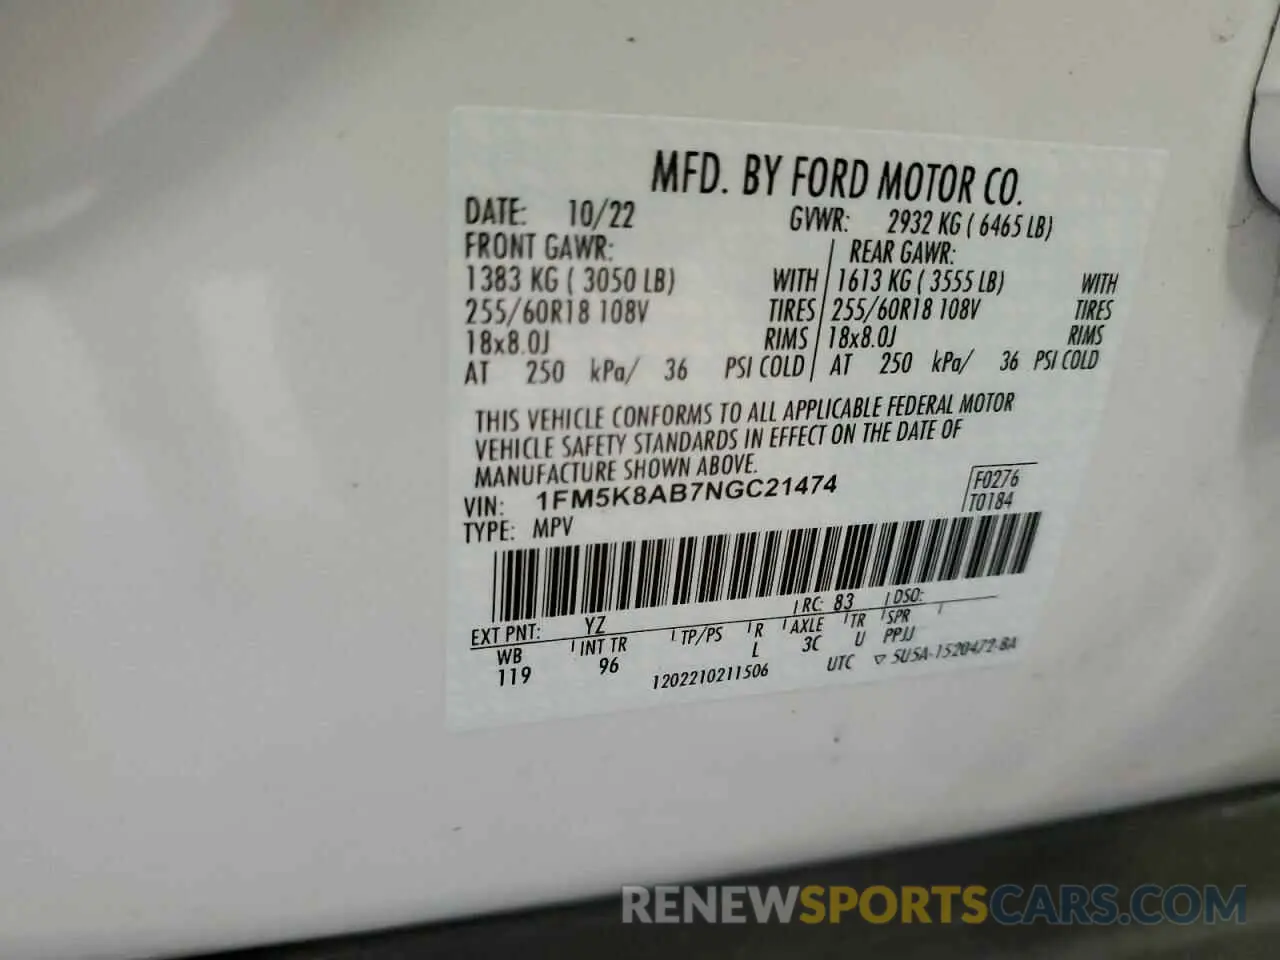 MFD. BY FORD MOTOR CO.
DATE: 10/22 GVWR: 2932 KG ( 6465 LB)
FRONT GAWR: REAR GAWR:
1383 KG ( 3050 LB) WITH 1613 KG ( 3555 LB) WITH
255/60R18 108V TIRES 255/60R18 108V TIRES
18x8.0J RIMS 18x8.0J RIMS
AT 250 kPa/ 36 PSI COLD AT 250 kPa/ 36 PSI COLD
THIS VEHICLE CONFORMS TO ALL APPLICABLE FEDERAL MOTOR
VEHICLE SAFETY STANDARDS IN EFFECT ON THE DATE OF
MANUFACTURE SHOWN ABOVE.
VIN: 1FM5K8AB7NGC21474 F0276
TYPE: MPV T0184
EXT PNT: YZ RC: 83 DSO:
WB INT TR TP/PS R AXLE TR SPR
119 96 L 3C U PPJJ
1202210211506 UTC ▽ 5U5A-1520472-BA
RENEWSPORTSCARS.COM